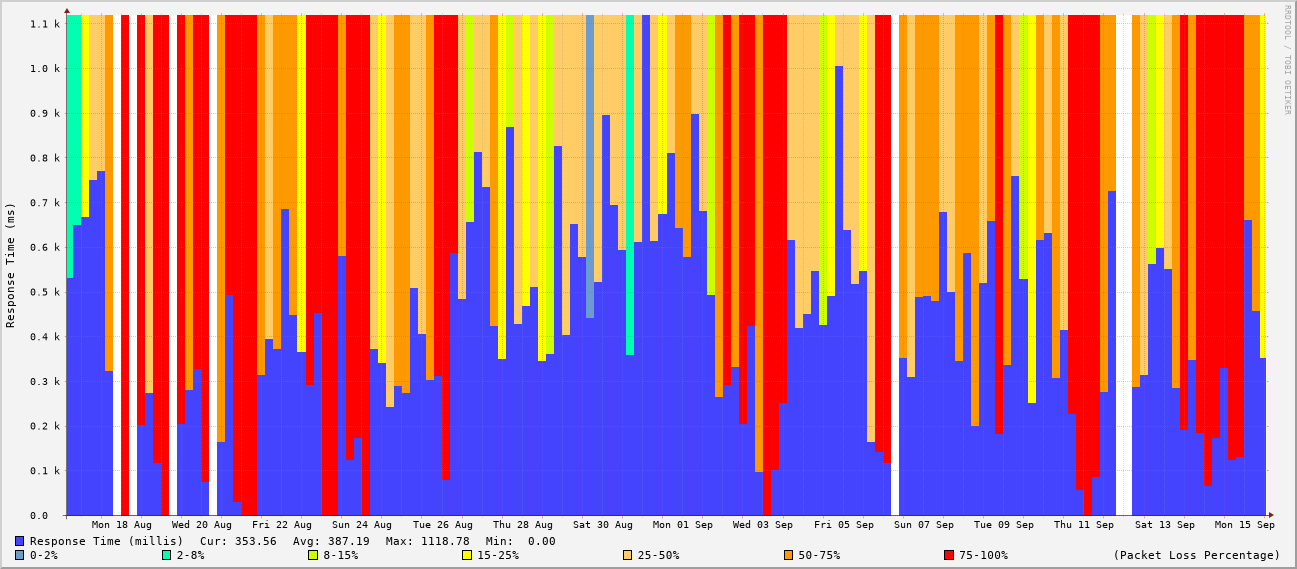 RRDTOOL / TOBI OETIKER
Response Time (ms)
1.1 k
1.0 k
0.9 k
0.8 k
0.7 k
0.6 k
0.5 k
0.4 k
0.3 k
0.2 k
0.1 k
0.0
Mon 18 Aug Wed 20 Aug Fri 22 Aug Sun 24 Aug Tue 26 Aug Thu 28 Aug Sat 30 Aug Mon 01 Sep Wed 03 Sep Fri 05 Sep Sun 07 Sep Tue 09 Sep Thu 11 Sep Sat 13 Sep Mon 15 Sep
Response Time (millis) Cur: 353.56 Avg: 387.19 Max: 1118.78 Min: 0.00
0-2% 2-8% 8-15% 15-25% 25-50% 50-75% 75-100% (Packet Loss Percentage)